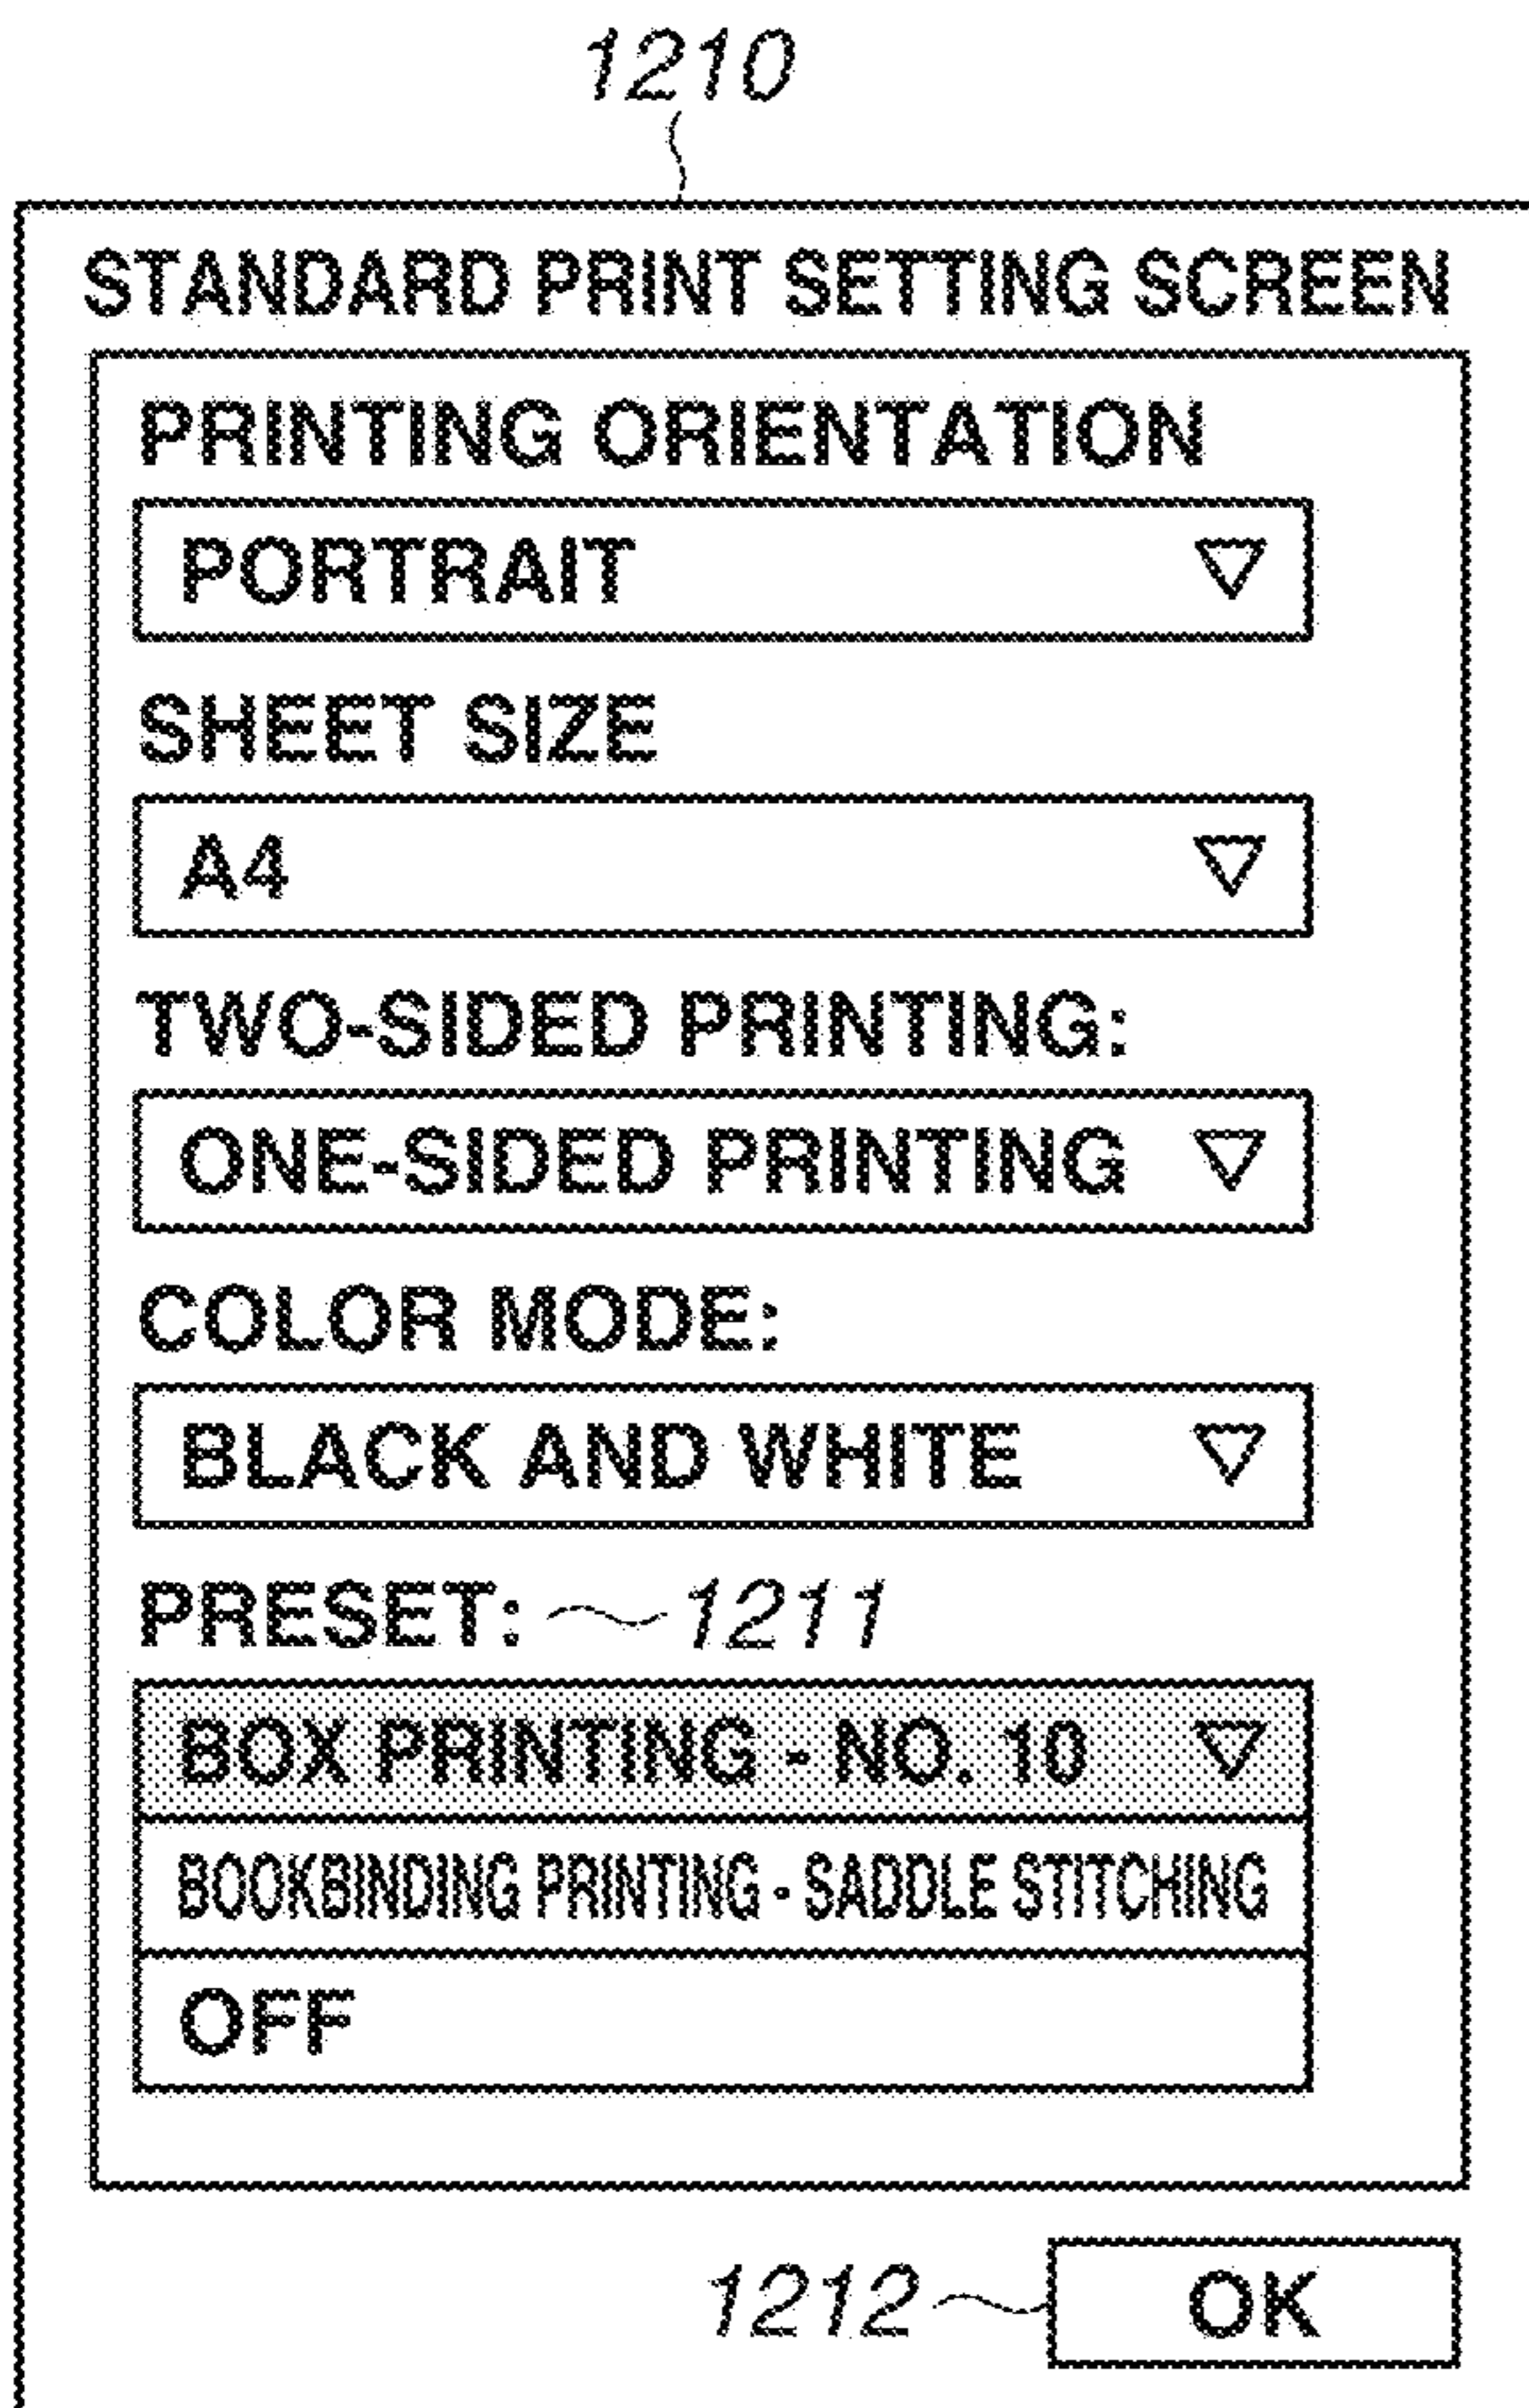 1210
STANDARD PRINT SETTING SCREEN
PRINTING ORIENTATION
PORTRAIT
SHEET SIZE
A4
TWO-SIDED PRINTING:
ONE-SIDED PRINTING
COLOR MODE:
BLACK AND WHITE
PRESET: 1211
BOX PRINTING - NO. 10
BOOKBINDING PRINTING - SADDLE STITCHING
OFF
1212 OK